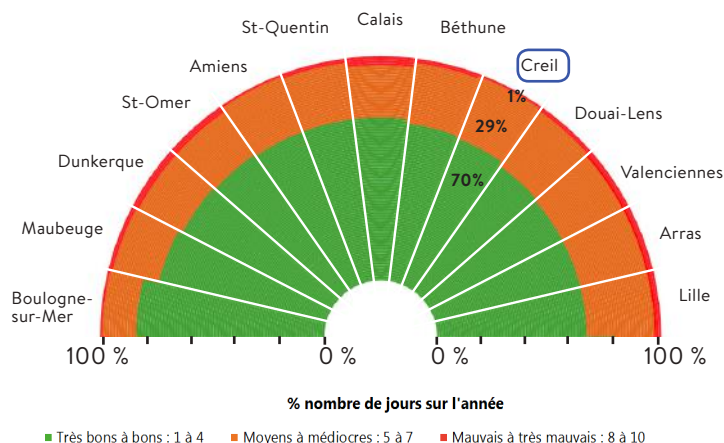 Calais
St-Quentin
Béthune
Amiens
Creil
St-Omer
1%
Douai-Lens
29%
Dunkerque
Valenciennes
70%
Maubeuge
Arras
Boulogne-
sur-Mer
Lille
100 % 0 % 0 % 100 %
% nombre de jours sur l'année
Très bons à bons : 1 à 4 Moyens à médiocres : 5 à 7 Mauvais à très mauvais : 8 à 10